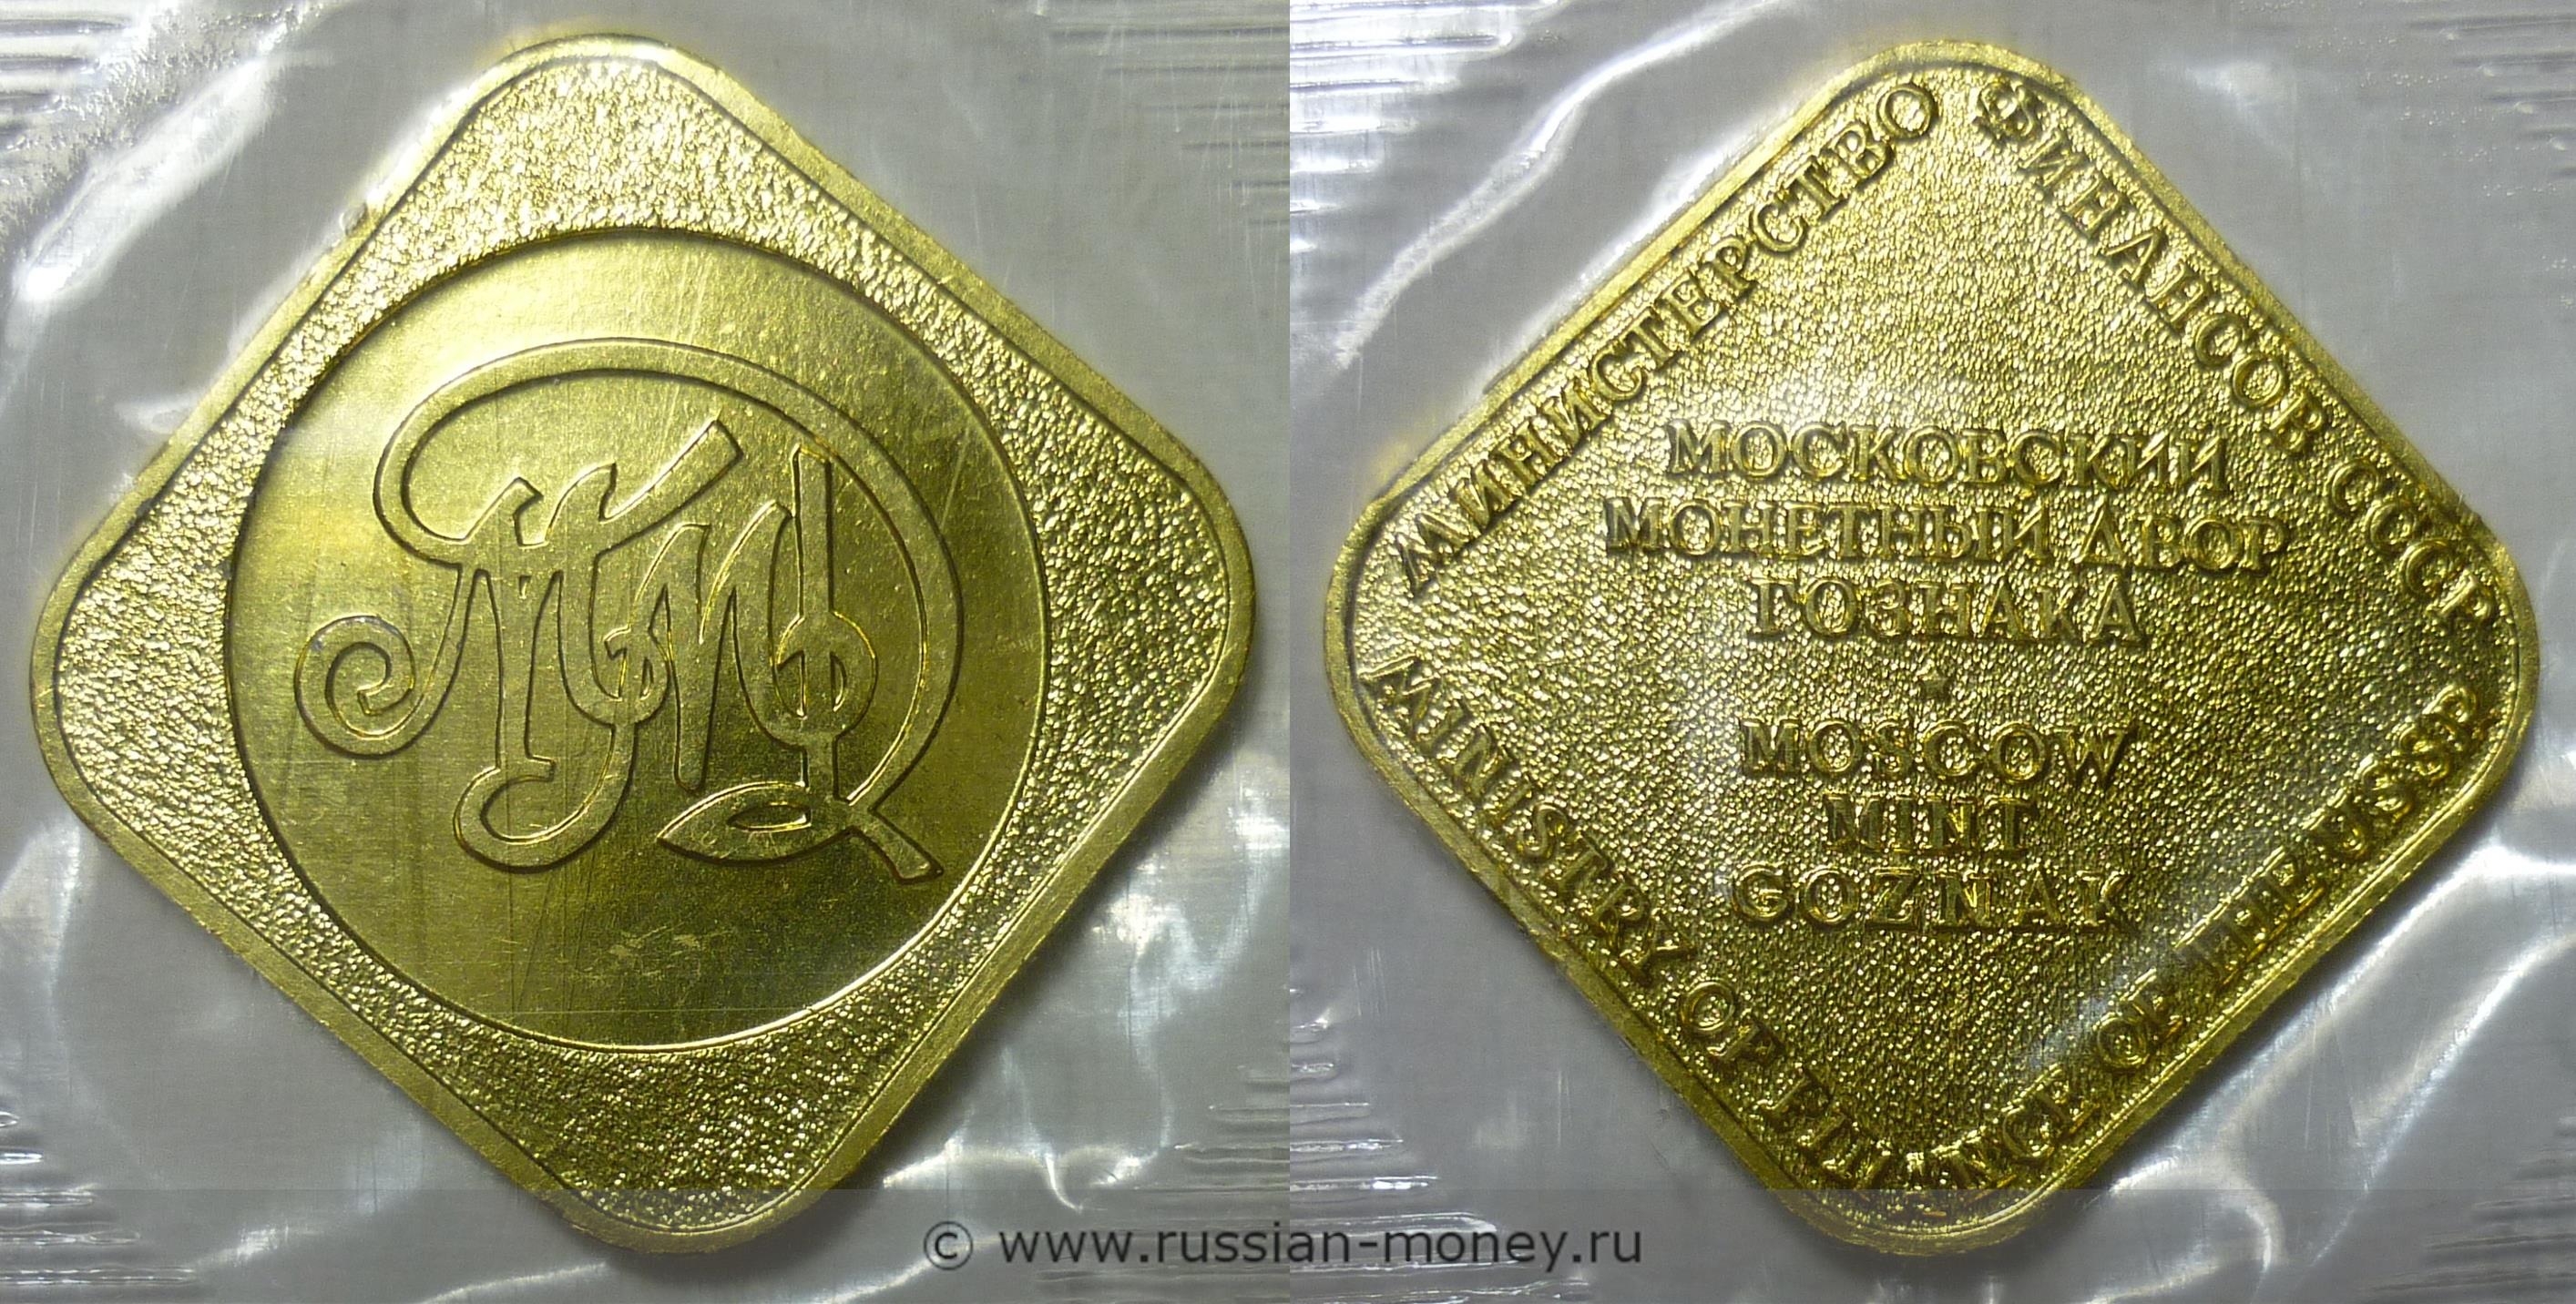 ММД
МИНИСТЕРСТВО ФИНАНСОВ СССР
МОСКОВСКИЙ
МОНЕТНЫЙ ДВОР
ГОЗНАКА
MOSCOW
MINT
GOZNAK
MINISTRY OF FINANCE OF THE USSR
© www.russian-money.ru